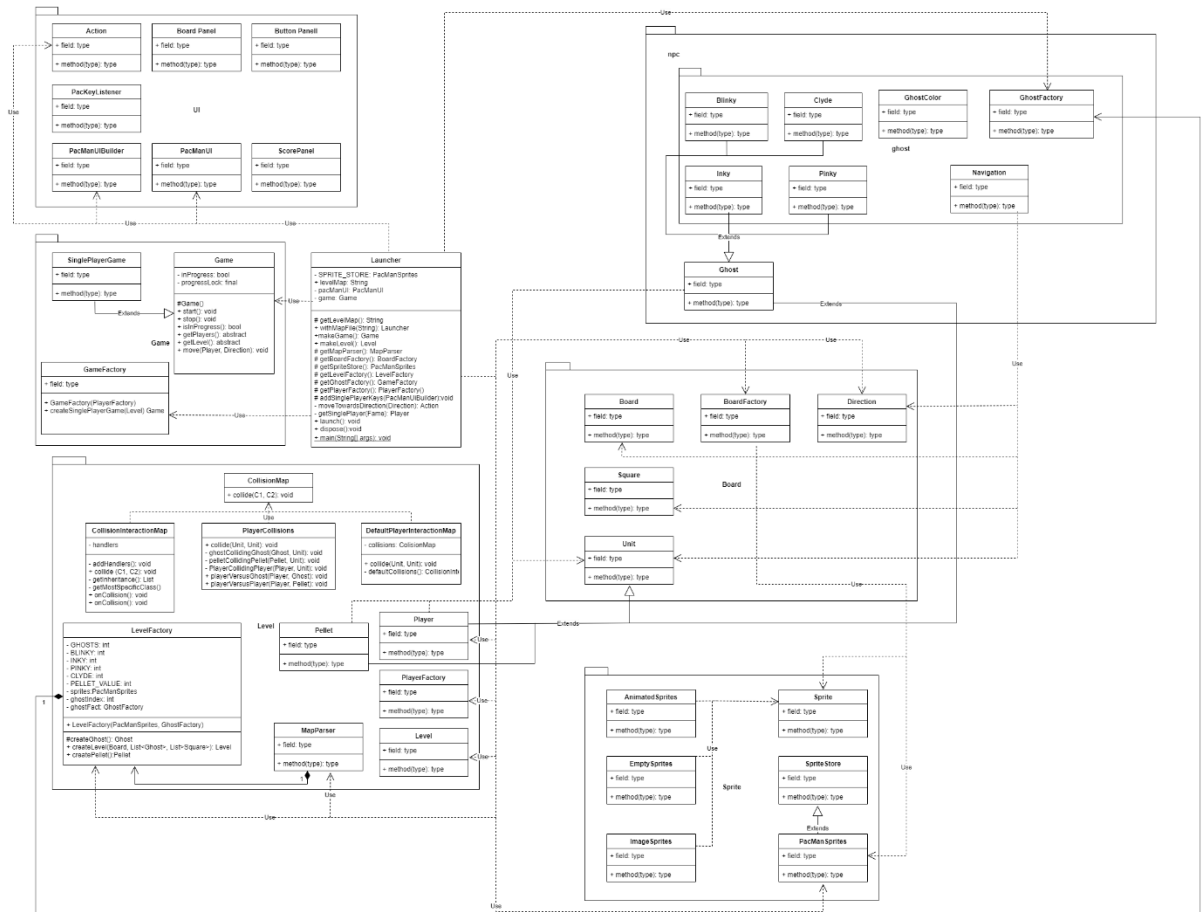 Action
+ field: type
+ method(type): type
Board Panel
+ field: type
+ method(type): type
Button Panell
+ field: type
+ method(type): type
PacKeyListener
+ field: type
+ method(type): type
UI
PacManUIBuilder
+ field: type
+ method(type): type
PacManUI
+ field: type
+ method(type): type
ScorePanel
+ field: type
+ method(type): type
Use
Use
Use
Use
npc
Blinky
+ field: type
+ method(type): type
Clyde
+ field: type
+ method(type): type
GhostColor
+ field: type
+ method(type): type
GhostFactory
+ field: type
+ method(type): type
ghost
Inky
+ field: type
+ method(type): type
Pinky
+ field: type
+ method(type): type
Navigation
+ field: type
+ method(type): type
Extends
Ghost
+ field: type
+ method(type): type
Extends
SinglePlayerGame
+ field: type
+ method(type): type
Extends
Game
- inProgress: bool
- progressLock: final
#Game()
+ start(): void
+ stop(): void
+ isInProgress(): bool
+ getPlayers(): abstract
+ getLevel(): abstract
+ move(Player, Direction): void
Game
GameFactory
+ field: type
+ GameFactory(PlayerFactory)
+ createSinglePlayerGame(Level) Game
Use
Use
Launcher
- SPRITE_STORE: PacManSprites
+ levelMap: String
- pacManUI: PacManUI
- game: Game
# getLevelMap(): String
+ withMapFile(String): Launcher
+makeGame(): Game
+ makeLevel(): Level
# getMapParser(): MapParser
# getBoardFactory(): BoardFactory
# getSpriteStore(): PacManSprites
# getLevelFactory(): LevelFactory
# getGhostFactory(): GameFactory
# getPlayerFactory(): PlayerFactory()
# addSinglePlayerKeys(PacManUiBuilder):void
- moveTowardsDirection(Direction): Action
- getSinglePlayer(Fame): Player
+ launch(): void
+ dispose():void
+ main(String[] args): void
Use
Use
Use
Use
Board
+ field: type
+ method(type): type
BoardFactory
+ field: type
+ method(type): type
Direction
+ field: type
+ method(type): type
Square
+ field: type
+ method(type): type
Board
Unit
+ field: type
+ method(type): type
Use
Extends
CollisionMap
+ collide(C1, C2): void
Use
Use
CollisionInteractionMap
- handlers
- addHandlers(): void
+ collide (C1, C2): void
- getInheritance(): List
- getMostSpecificClass()
+ onCollision(): void
+ onCollision(): void
PlayerCollisions
+ collide(Unit, Unit): void
- ghostCollidingGhost(Ghost, Unit): void
- pelletCollidingPellet(Pellet, Unit): void
- PlayerCollidingPlayer(Player, Unit): void
+ playerVersusGhost(Player, Ghost): void
+ playerVersusPlayer(Player, Pellet): void
DefaultPlayerInteractionMap
- collisions: ColisionMap
+ collide(Unit, Unit): void
- defaultCollisions(): CollisionInt
LevelFactory
- GHOSTS: int
- BLINKY: int
- INKY: int
- PINKY: int
- CLYDE: int
- PELLET_VALUE: int
- sprites:PacManSprites
- ghostIndex: int
- ghostFact: GhostFactory
+ LevelFactory(PacManSprites, GhostFactory)
#createGhost(): Ghost
+ createLevel(Board, List<Ghost>, List<Square>): Level
+ createPellet():Pellet
Level
Pellet
+ field: type
+ method(type): type
Player
+ field: type
+ method(type): type
Use
PlayerFactory
+ field: type
+ method(type): type
Use
MapParser
+ field: type
+ method(type): type
Level
+ field: type
+ method(type): type
Use
1
1
Use
Use
AnimatedSprites
+ field: type
+ method(type): type
Sprite
+ field: type
+ method(type): type
Use
EmptySprites
+ field: type
+ method(type): type
SpriteStore
+ field: type
+ method(type): type
Sprite
Extends
ImageSprites
+ field: type
+ method(type): type
PacManSprites
+ field: type
+ method(type): type
Use
Use